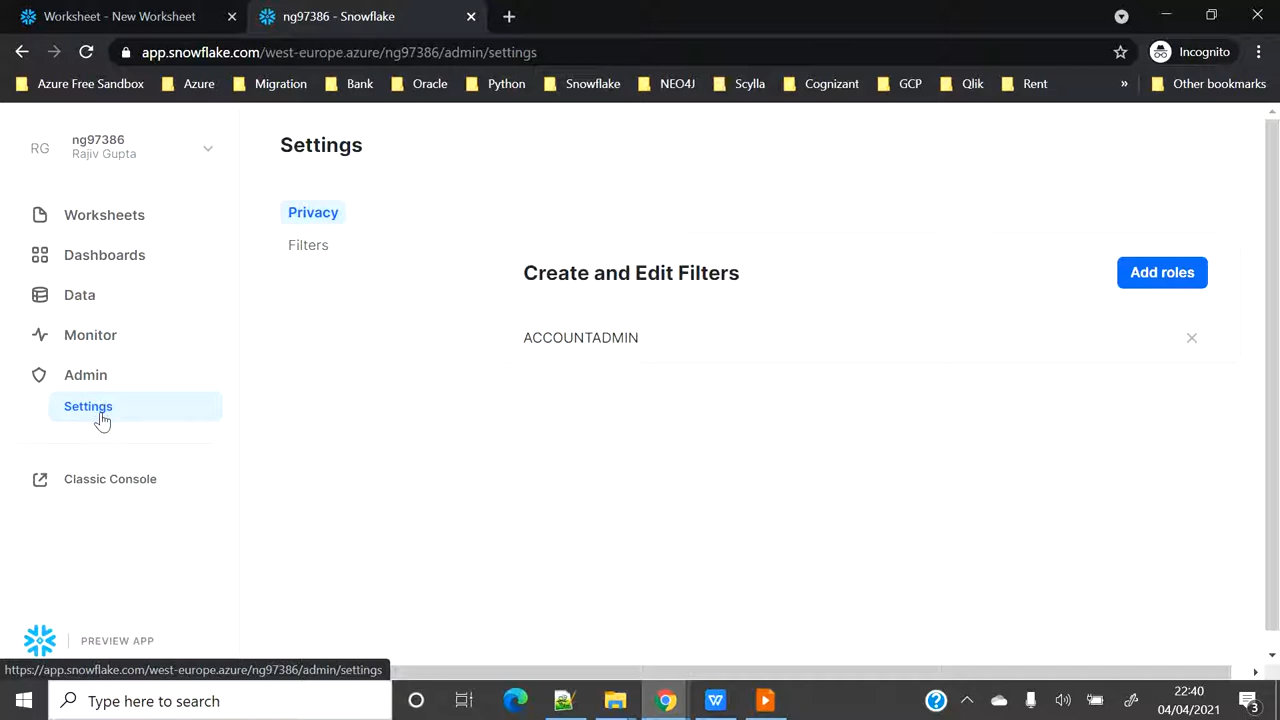 Worksheet - New Worksheet
ng97386 - Snowflake
app.snowflake.com/west-europe.azure/ng97386/admin/settings
Incognito
Azure Free Sandbox
Azure
Migration
Bank
Oracle
Python
Snowflake
NEO4J
Scylla
Cognizant
GCP
Qlik
Rent
»
Other bookmarks
RG
ng97386
Rajiv Gupta
Worksheets
Dashboards
Data
Monitor
Admin
Settings
Classic Console
PREVIEW APP
Settings
Privacy
Filters
Create and Edit Filters
Add roles
ACCOUNTADMIN
https://app.snowflake.com/west-europe.azure/ng97386/admin/settings
Type here to search
22:40
04/04/2021
3